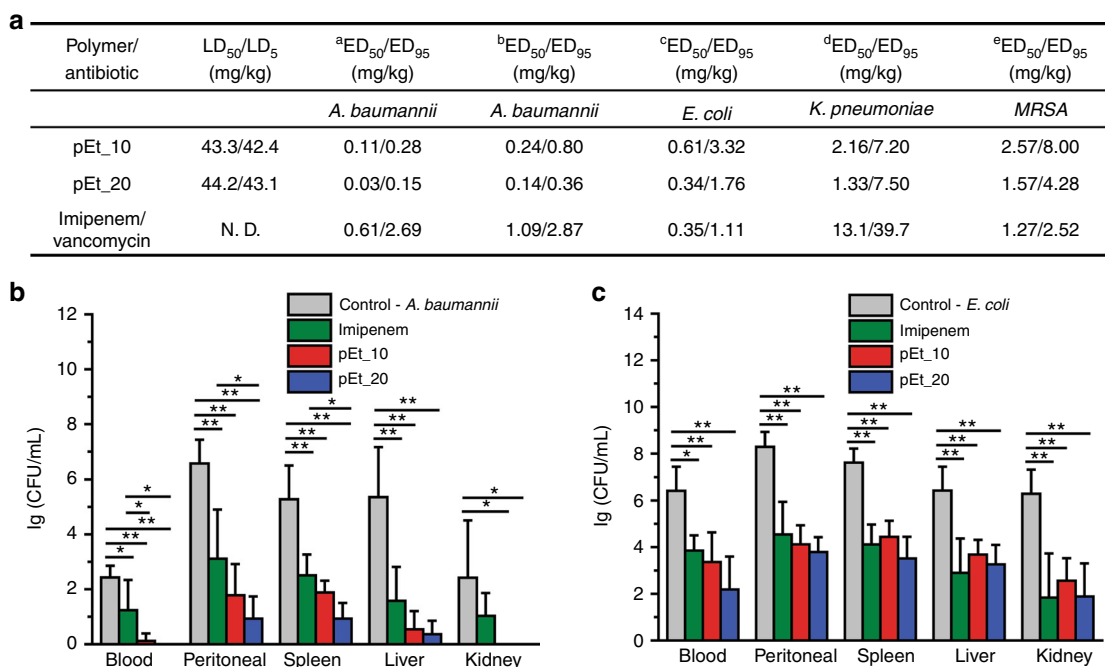 a
Polymer/ antibiotic LD50/LD5 (mg/kg) aED50/ED95 (mg/kg) bED50/ED95 (mg/kg) cED50/ED95 (mg/kg) dED50/ED95 (mg/kg) eED50/ED95 (mg/kg)
A. baumannii A. baumannii E. coli K. pneumoniae MRSA
pEt_10 43.3/42.4 0.11/0.28 0.24/0.80 0.61/3.32 2.16/7.20 2.57/8.00
pEt_20 44.2/43.1 0.03/0.15 0.14/0.36 0.34/1.76 1.33/7.50 1.57/4.28
Imipenem/ vancomycin N. D. 0.61/2.69 1.09/2.87 0.35/1.11 13.1/39.7 1.27/2.52
b
Control - A. baumannii
Imipenem
pEt_10
pEt_20
lg (CFU/mL)
12
10
8
6
4
2
0
* ** ** * *
** ** ** **
* ** ** ** **
* ** ** **
* *
Blood Peritoneal Spleen Liver Kidney
c
Control - E. coli
Imipenem
pEt_10
pEt_20
lg (CFU/mL)
14
12
10
8
6
4
2
0
** ** *
** ** **
** ** **
** ** **
** ** **
Blood Peritoneal Spleen Liver Kidney